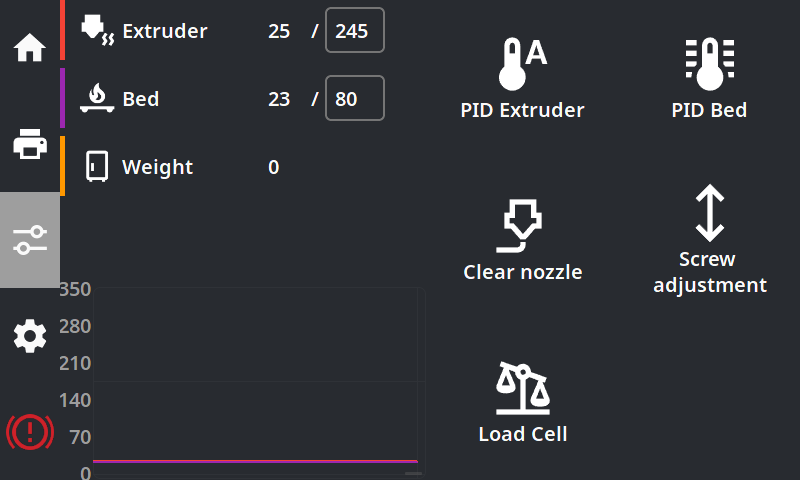 Extruder 25 / 245
Bed 23 / 80
Weight 0
350
280
210
140
70
0
A
PID Extruder
PID Bed
Clear nozzle
Screw
adjustment
Load Cell